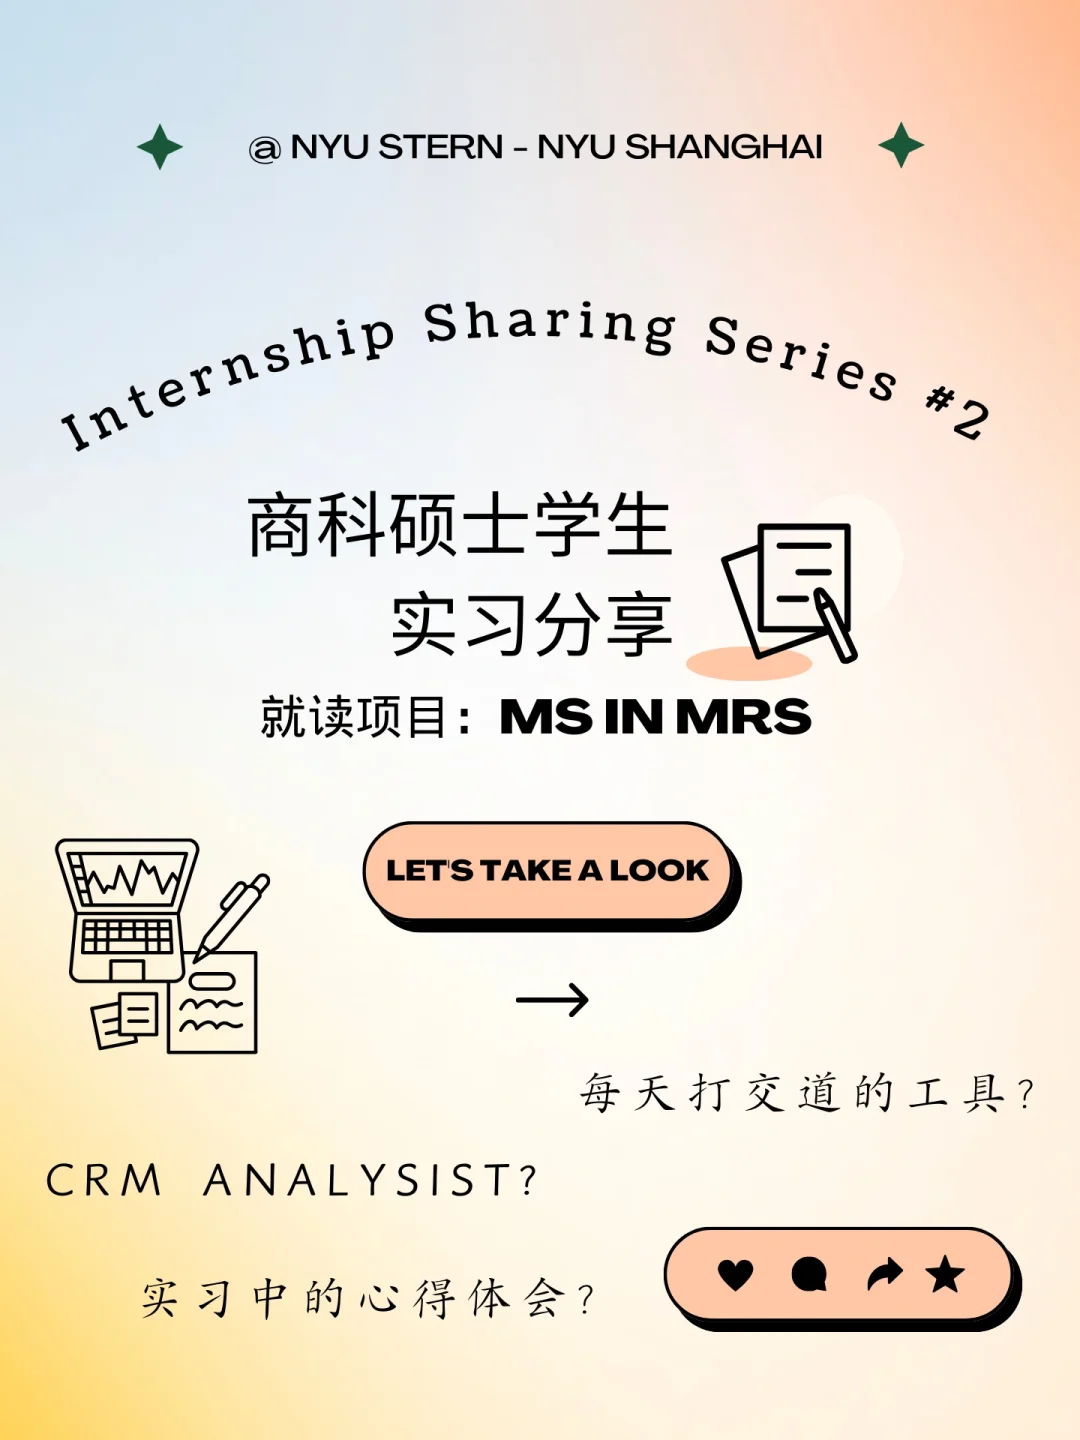 @ NYU STERN - NYU SHANGHAI
Internship Sharing Series #2
商科硕士学生
实习分享
就读项目：MS IN MRS
LET'S TAKE A LOOK
每天打交道的工具?
CRM ANALYSIST?
实习中的心得体会?